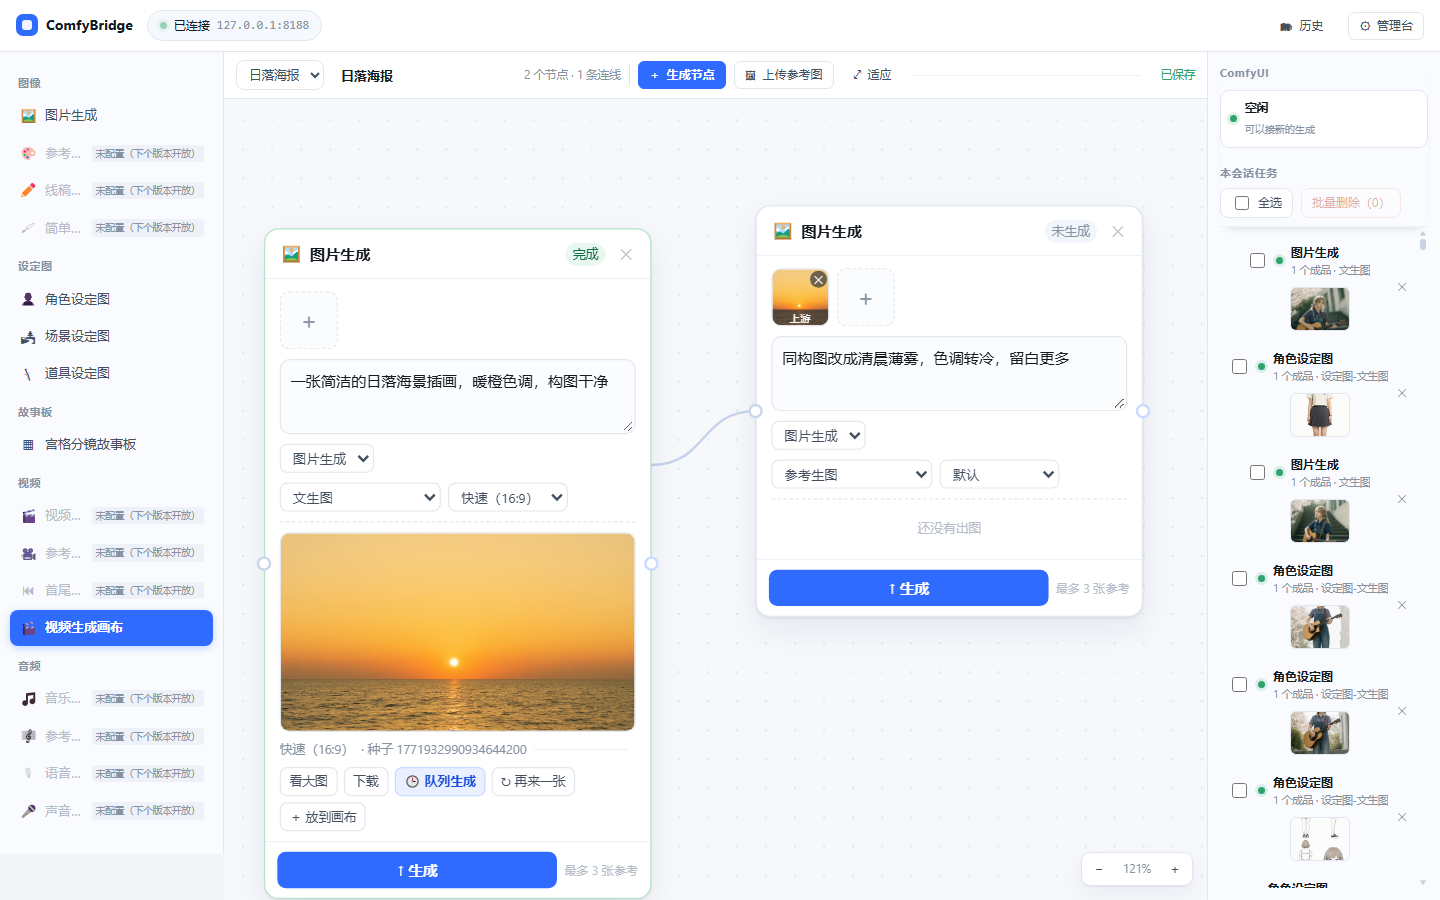 ComfyBridge
已连接 127.0.0.1:8188
历史
管理台
图像
图片生成
参考... 未配置（下个版本开放）
线稿... 未配置（下个版本开放）
简单... 未配置（下个版本开放）
设定图
角色设定图
场景设定图
道具设定图
故事板
宫格分镜故事板
视频
视频... 未配置（下个版本开放）
参考... 未配置（下个版本开放）
首尾... 未配置（下个版本开放）
视频生成画布
音频
音乐... 未配置（下个版本开放）
参考... 未配置（下个版本开放）
语音... 未配置（下个版本开放）
声音... 未配置（下个版本开放）
日落海报
日落海报
2 个节点 · 1 条连线
+ 生成节点
上传参考图
适应
已保存
图片生成
完成
+
一张简洁的日落海景插画，暖橙色调，构图干净
图片生成
文生图
快速（16:9）
快速（16:9） · 种子 1771932990934644200
看大图
下载
队列生成
↻ 再来一张
+ 放到画布
↑ 生成
最多 3 张参考
图片生成
未生成
上游
+
同构图改成清晨薄雾，色调转冷，留白更多
图片生成
参考生图
默认
还没有出图
↑ 生成
最多 3 张参考
− 121% +
ComfyUI
空闲
可以接新的生成
本会话任务
全选
批量删除（0）
图片生成
1 个成品 · 文生图
角色设定图
1 个成品 · 设定图-文生图
图片生成
1 个成品 · 文生图
角色设定图
1 个成品 · 设定图-文生图
角色设定图
1 个成品 · 设定图-文生图
角色设定图
1 个成品 · 设定图-文生图
角色设定图